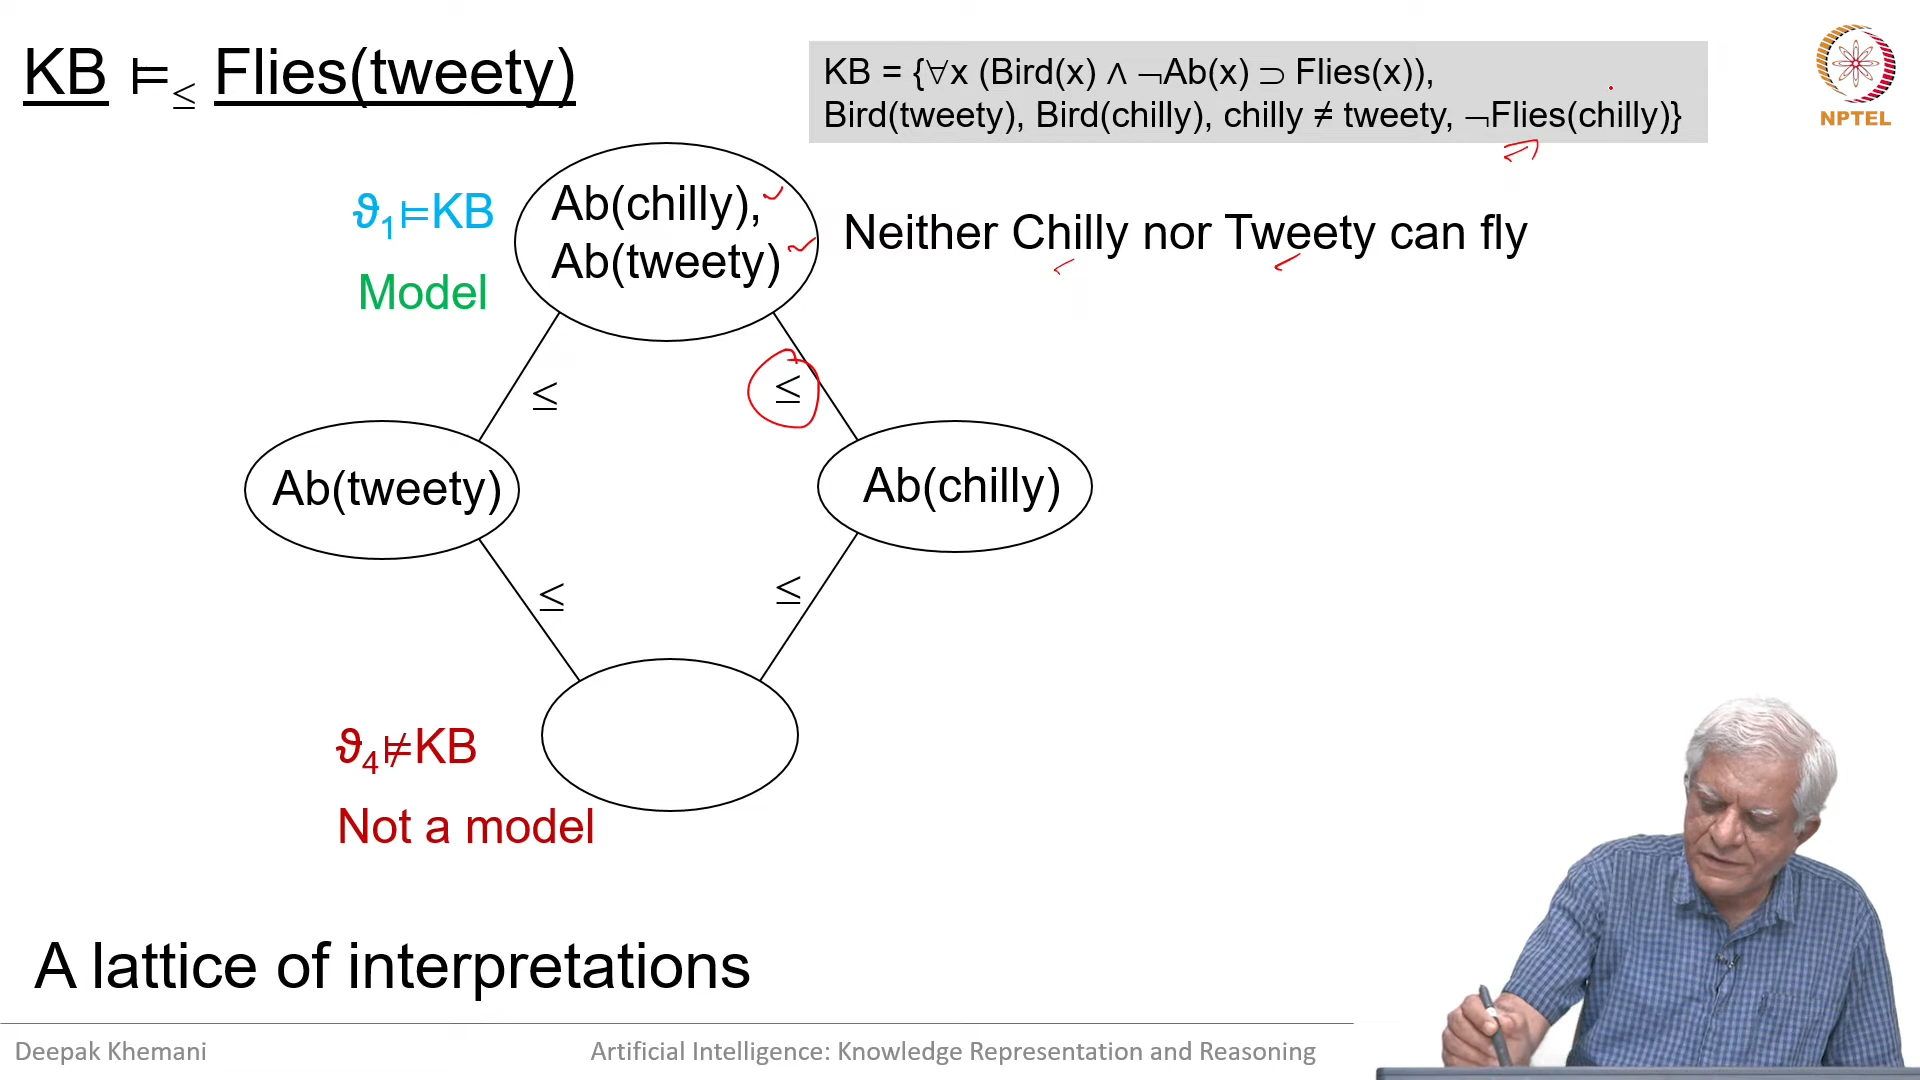 KB ⊨≤ Flies(tweety)
KB = {∀x (Bird(x) ∧ ¬Ab(x) ⊃ Flies(x)),
Bird(tweety), Bird(chilly), chilly ≠ tweety, ¬Flies(chilly)}
NPTEL
ϑ1⊨KB
Model
Ab(chilly),
Ab(tweety)
Neither Chilly nor Tweety can fly
≤
≤
Ab(tweety)
Ab(chilly)
≤
≤
ϑ4⊭KB
Not a model
A lattice of interpretations
Deepak Khemani
Artificial Intelligence: Knowledge Representation and Reasoning